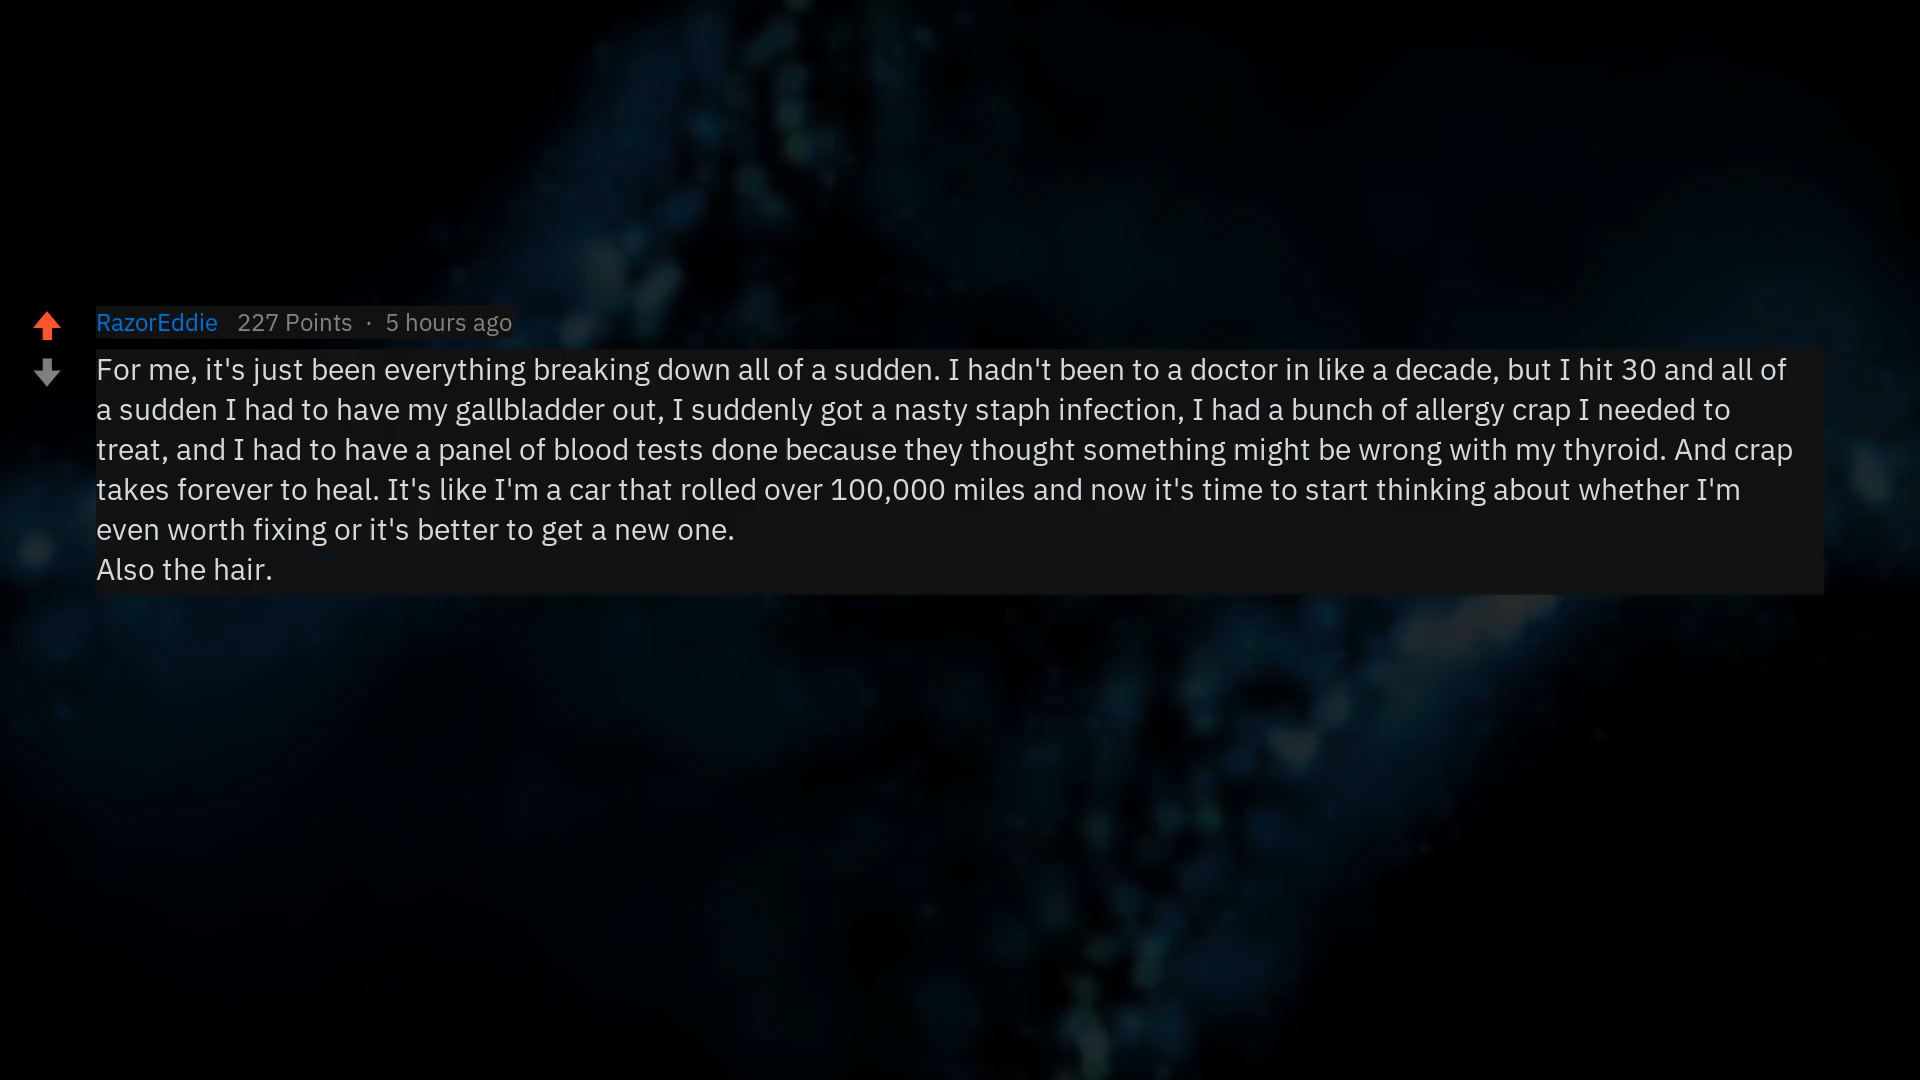 RazorEddie 227 Points · 5 hours ago
For me, it's just been everything breaking down all of a sudden. I hadn't been to a doctor in like a decade, but I hit 30 and all of
a sudden I had to have my gallbladder out, I suddenly got a nasty staph infection, I had a bunch of allergy crap I needed to
treat, and I had to have a panel of blood tests done because they thought something might be wrong with my thyroid. And crap
takes forever to heal. It's like I'm a car that rolled over 100,000 miles and now it's time to start thinking about whether I'm
even worth fixing or it's better to get a new one.
Also the hair.